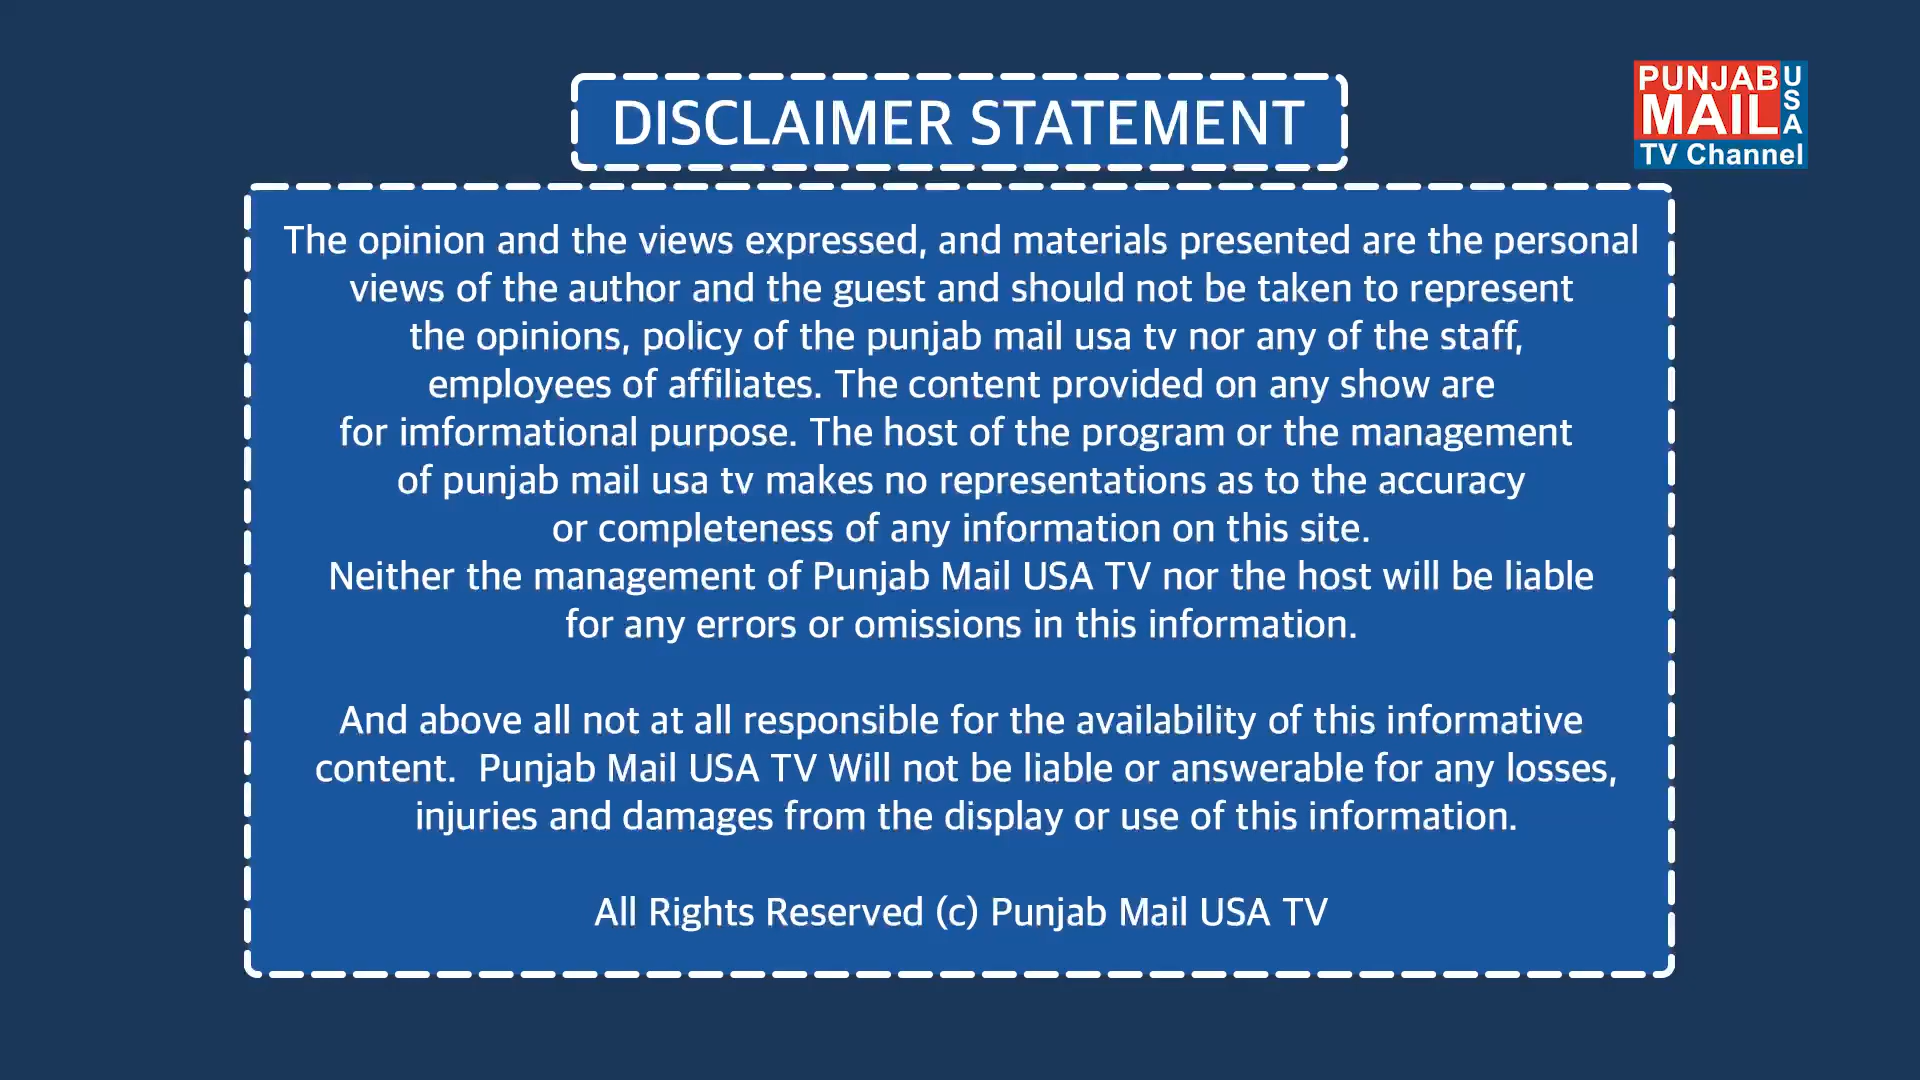 DISCLAIMER STATEMENT
PUNJAB
MAIL
USA
TV Channel
The opinion and the views expressed, and materials presented are the personal
views of the author and the guest and should not be taken to represent
the opinions, policy of the punjab mail usa tv nor any of the staff,
employees of affiliates. The content provided on any show are
for imformational purpose. The host of the program or the management
of punjab mail usa tv makes no representations as to the accuracy
or completeness of any information on this site.
Neither the management of Punjab Mail USA TV nor the host will be liable
for any errors or omissions in this information.
And above all not at all responsible for the availability of this informative
content.  Punjab Mail USA TV Will not be liable or answerable for any losses,
injuries and damages from the display or use of this information.
All Rights Reserved (c) Punjab Mail USA TV